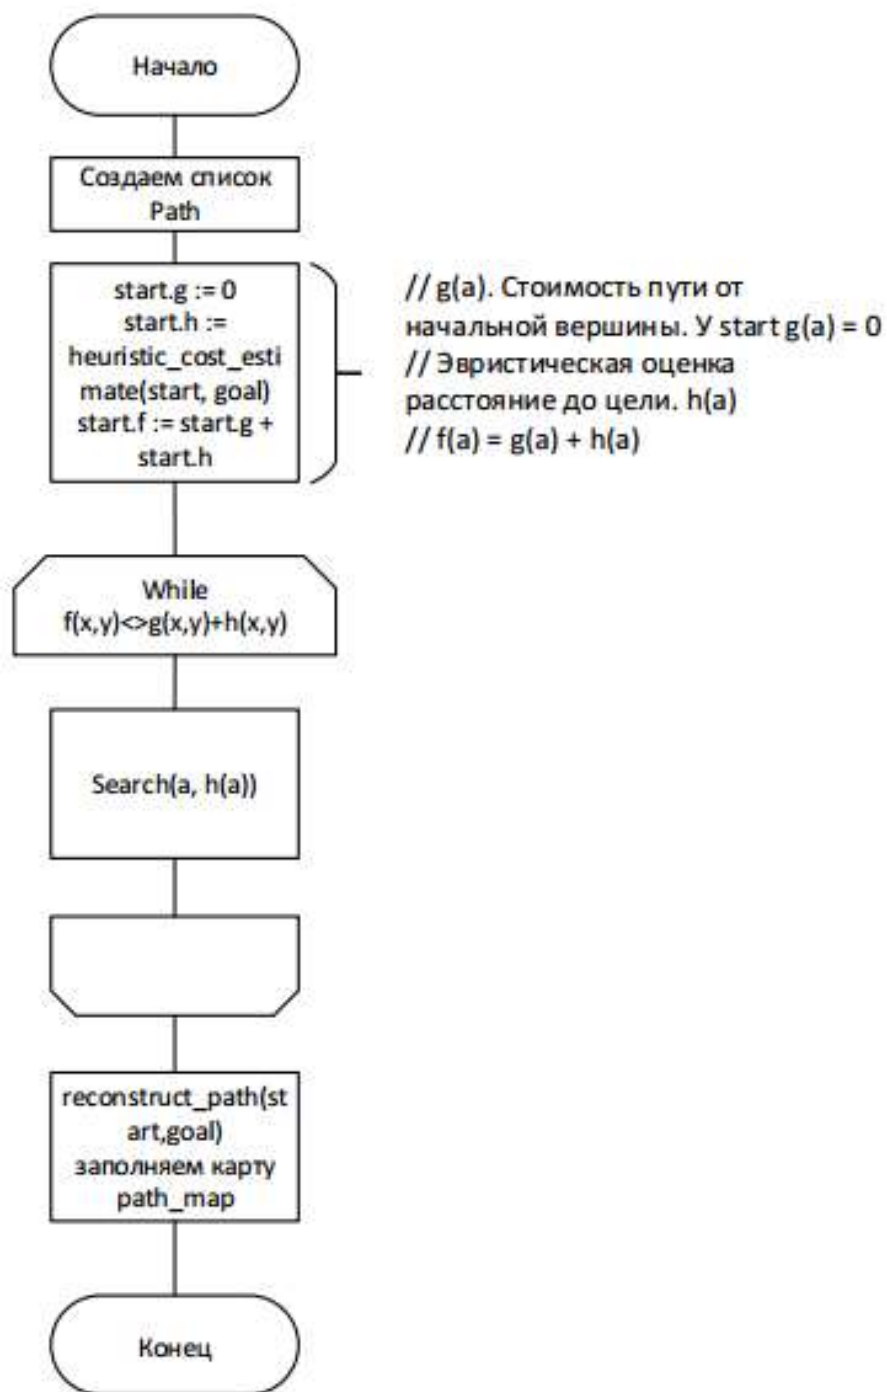 Начало
Создаем список
Path
start.g := 0
start.h :=
heuristic_cost_esti
mate(start, goal)
start.f := start.g +
start.h
// g(a). Стоимость пути от
начальной вершины. У start g(a) = 0
// Эвристическая оценка
расстояние до цели. h(a)
// f(a) = g(a) + h(a)
While
f(x,y)<>g(x,y)+h(x,y)
Search(a, h(a))
reconstruct_path(st
art,goal)
заполняем карту
path_map
Конец